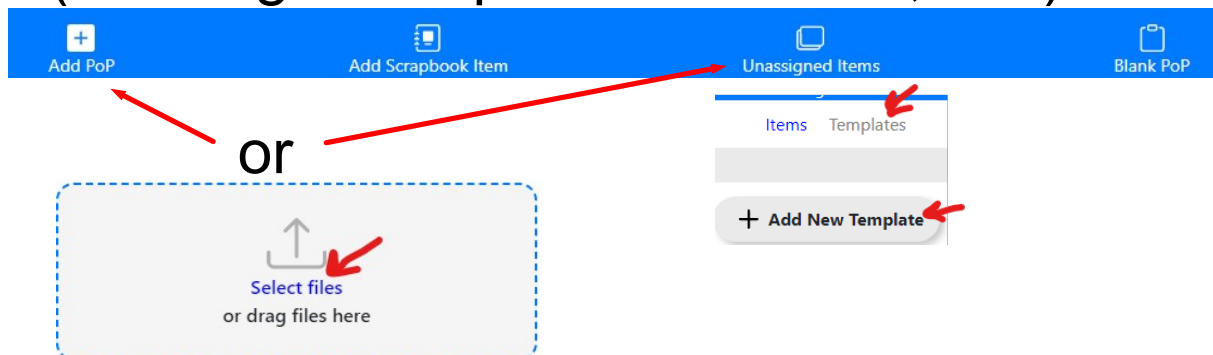 Add PoP
Add Scrapbook Item
Unassigned Items
Blank PoP
or
Items Templates
+ Add New Template
Select files
or drag files here